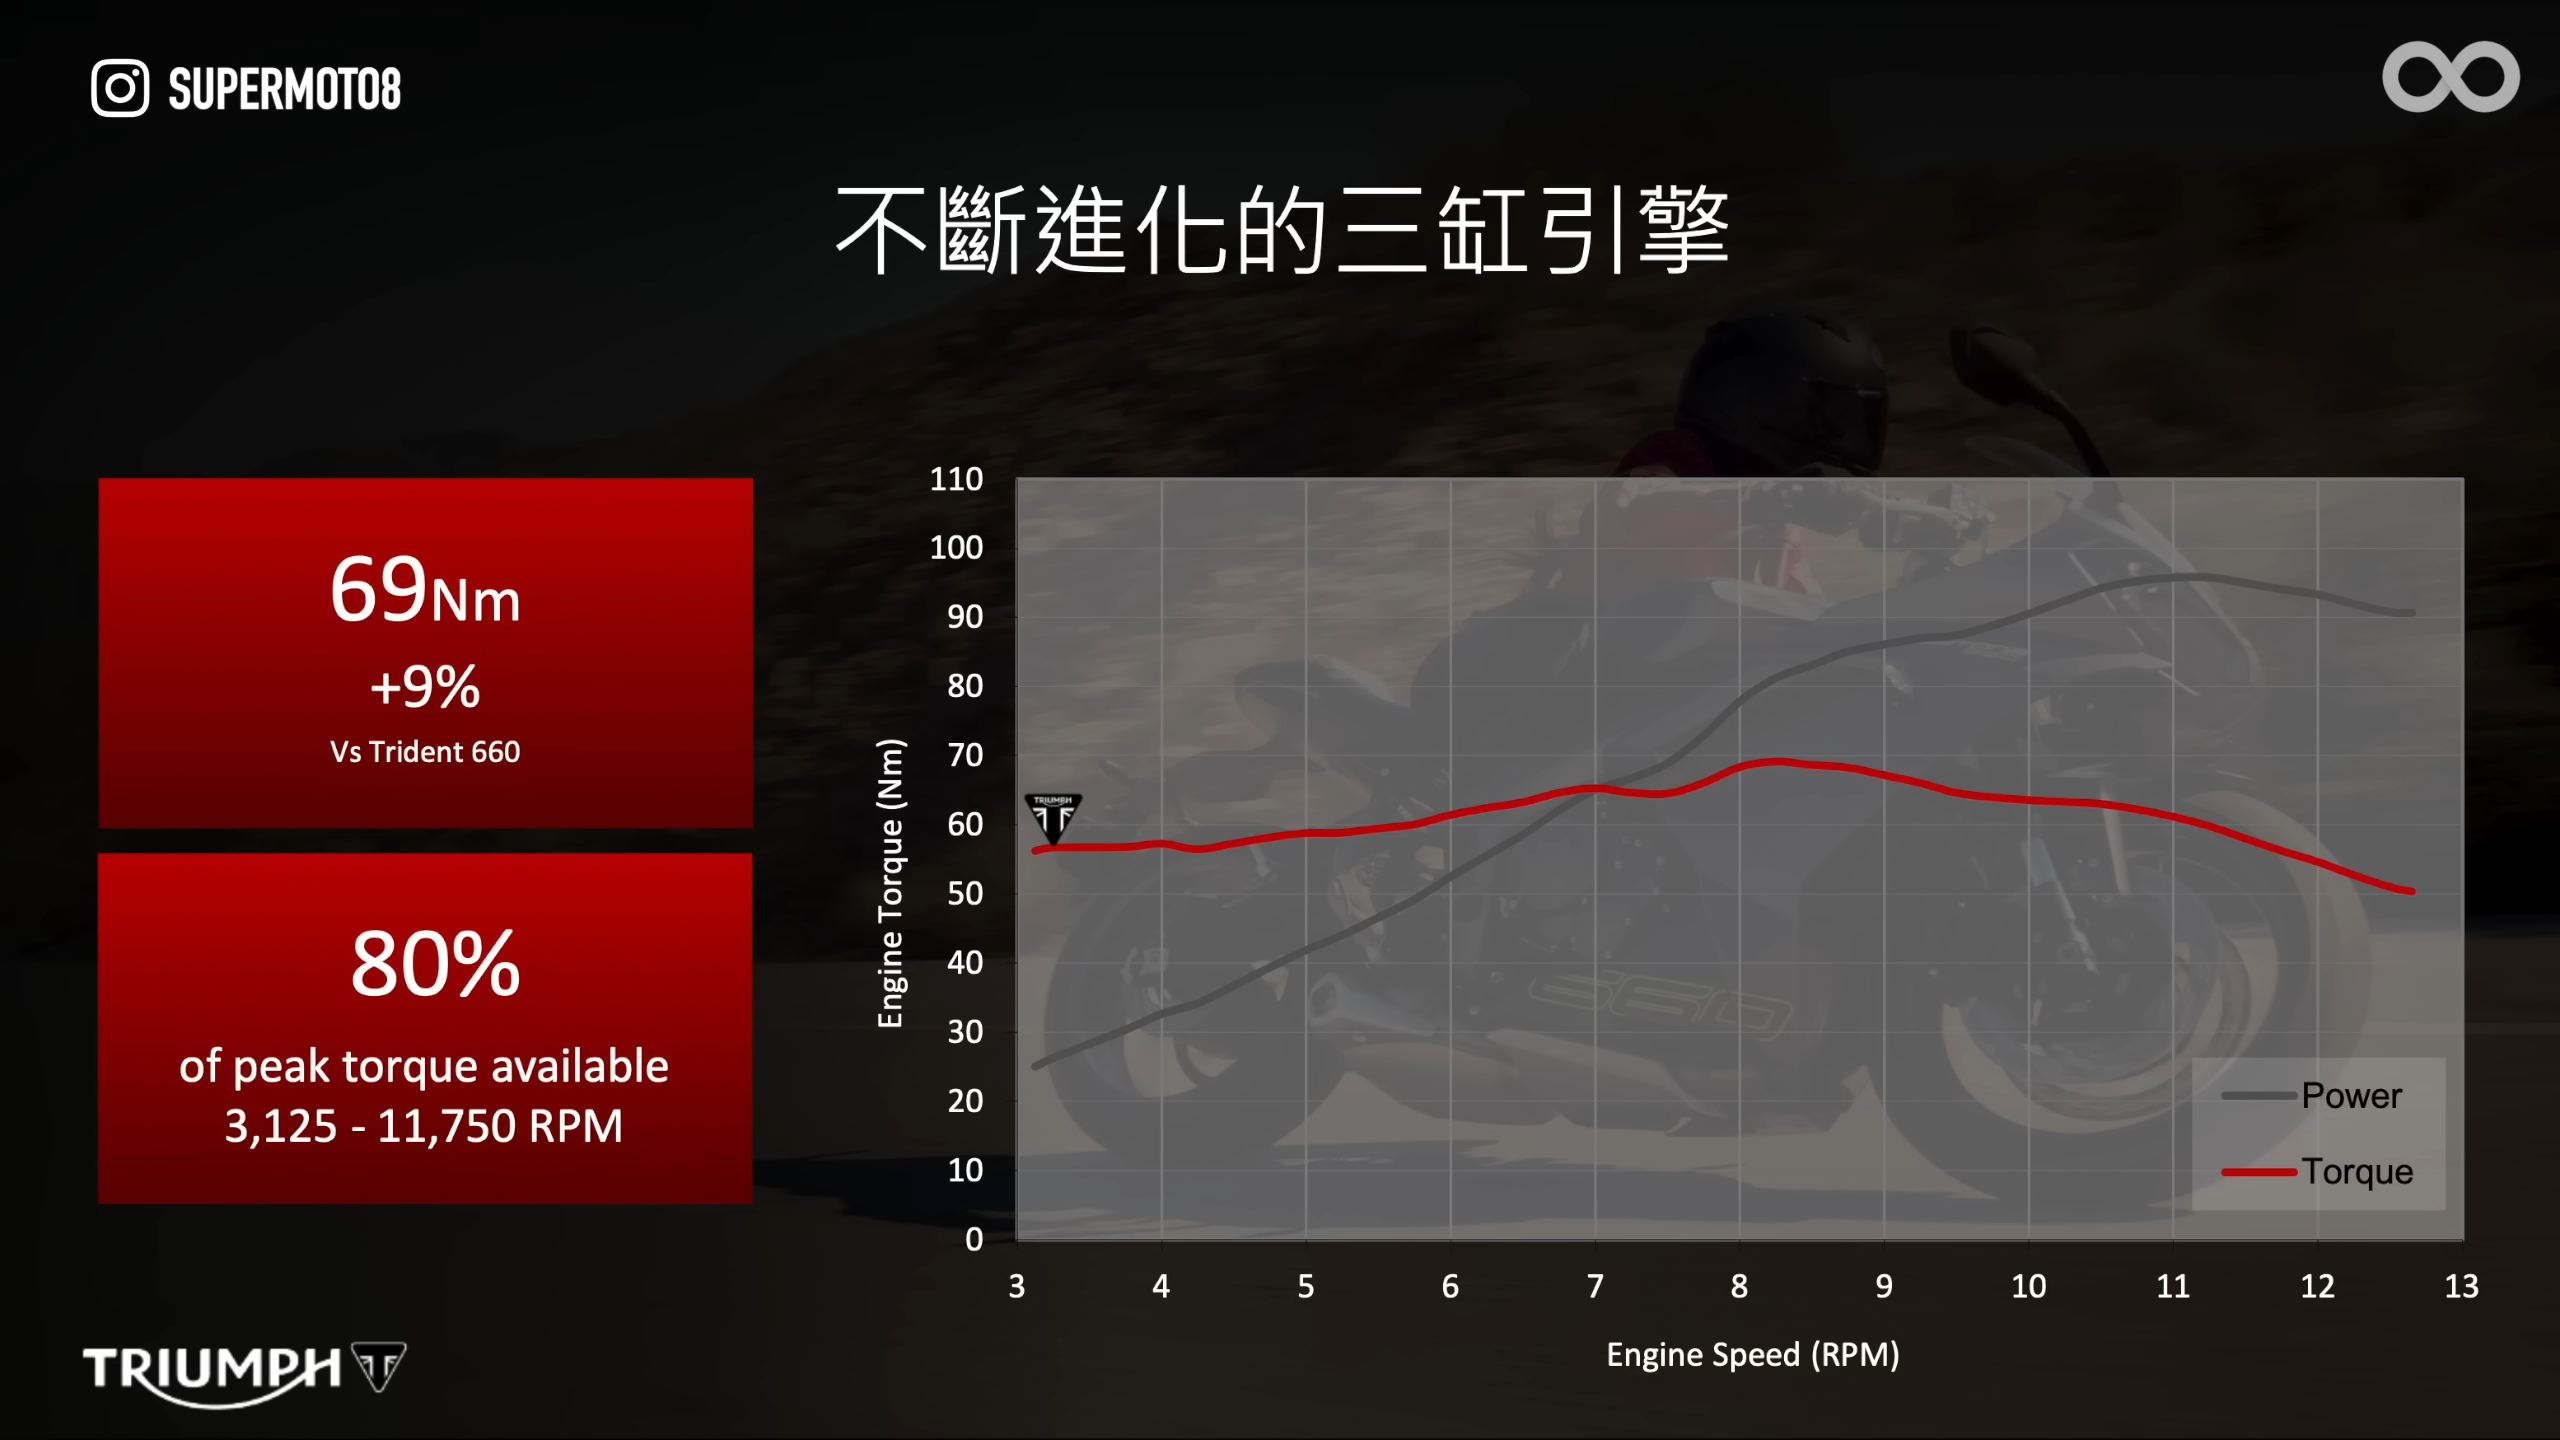 SUPERMOTO8
不斷進化的三缸引擎
69Nm
+9%
Vs Trident 660
80%
of peak torque available
3,125 - 11,750 RPM
Engine Torque (Nm)
110
100
90
80
70
60
50
40
30
20
10
0
TRIUMPH
660
Power
Torque
3 4 5 6 7 8 9 10 11 12 13
Engine Speed (RPM)
TRIUMPH